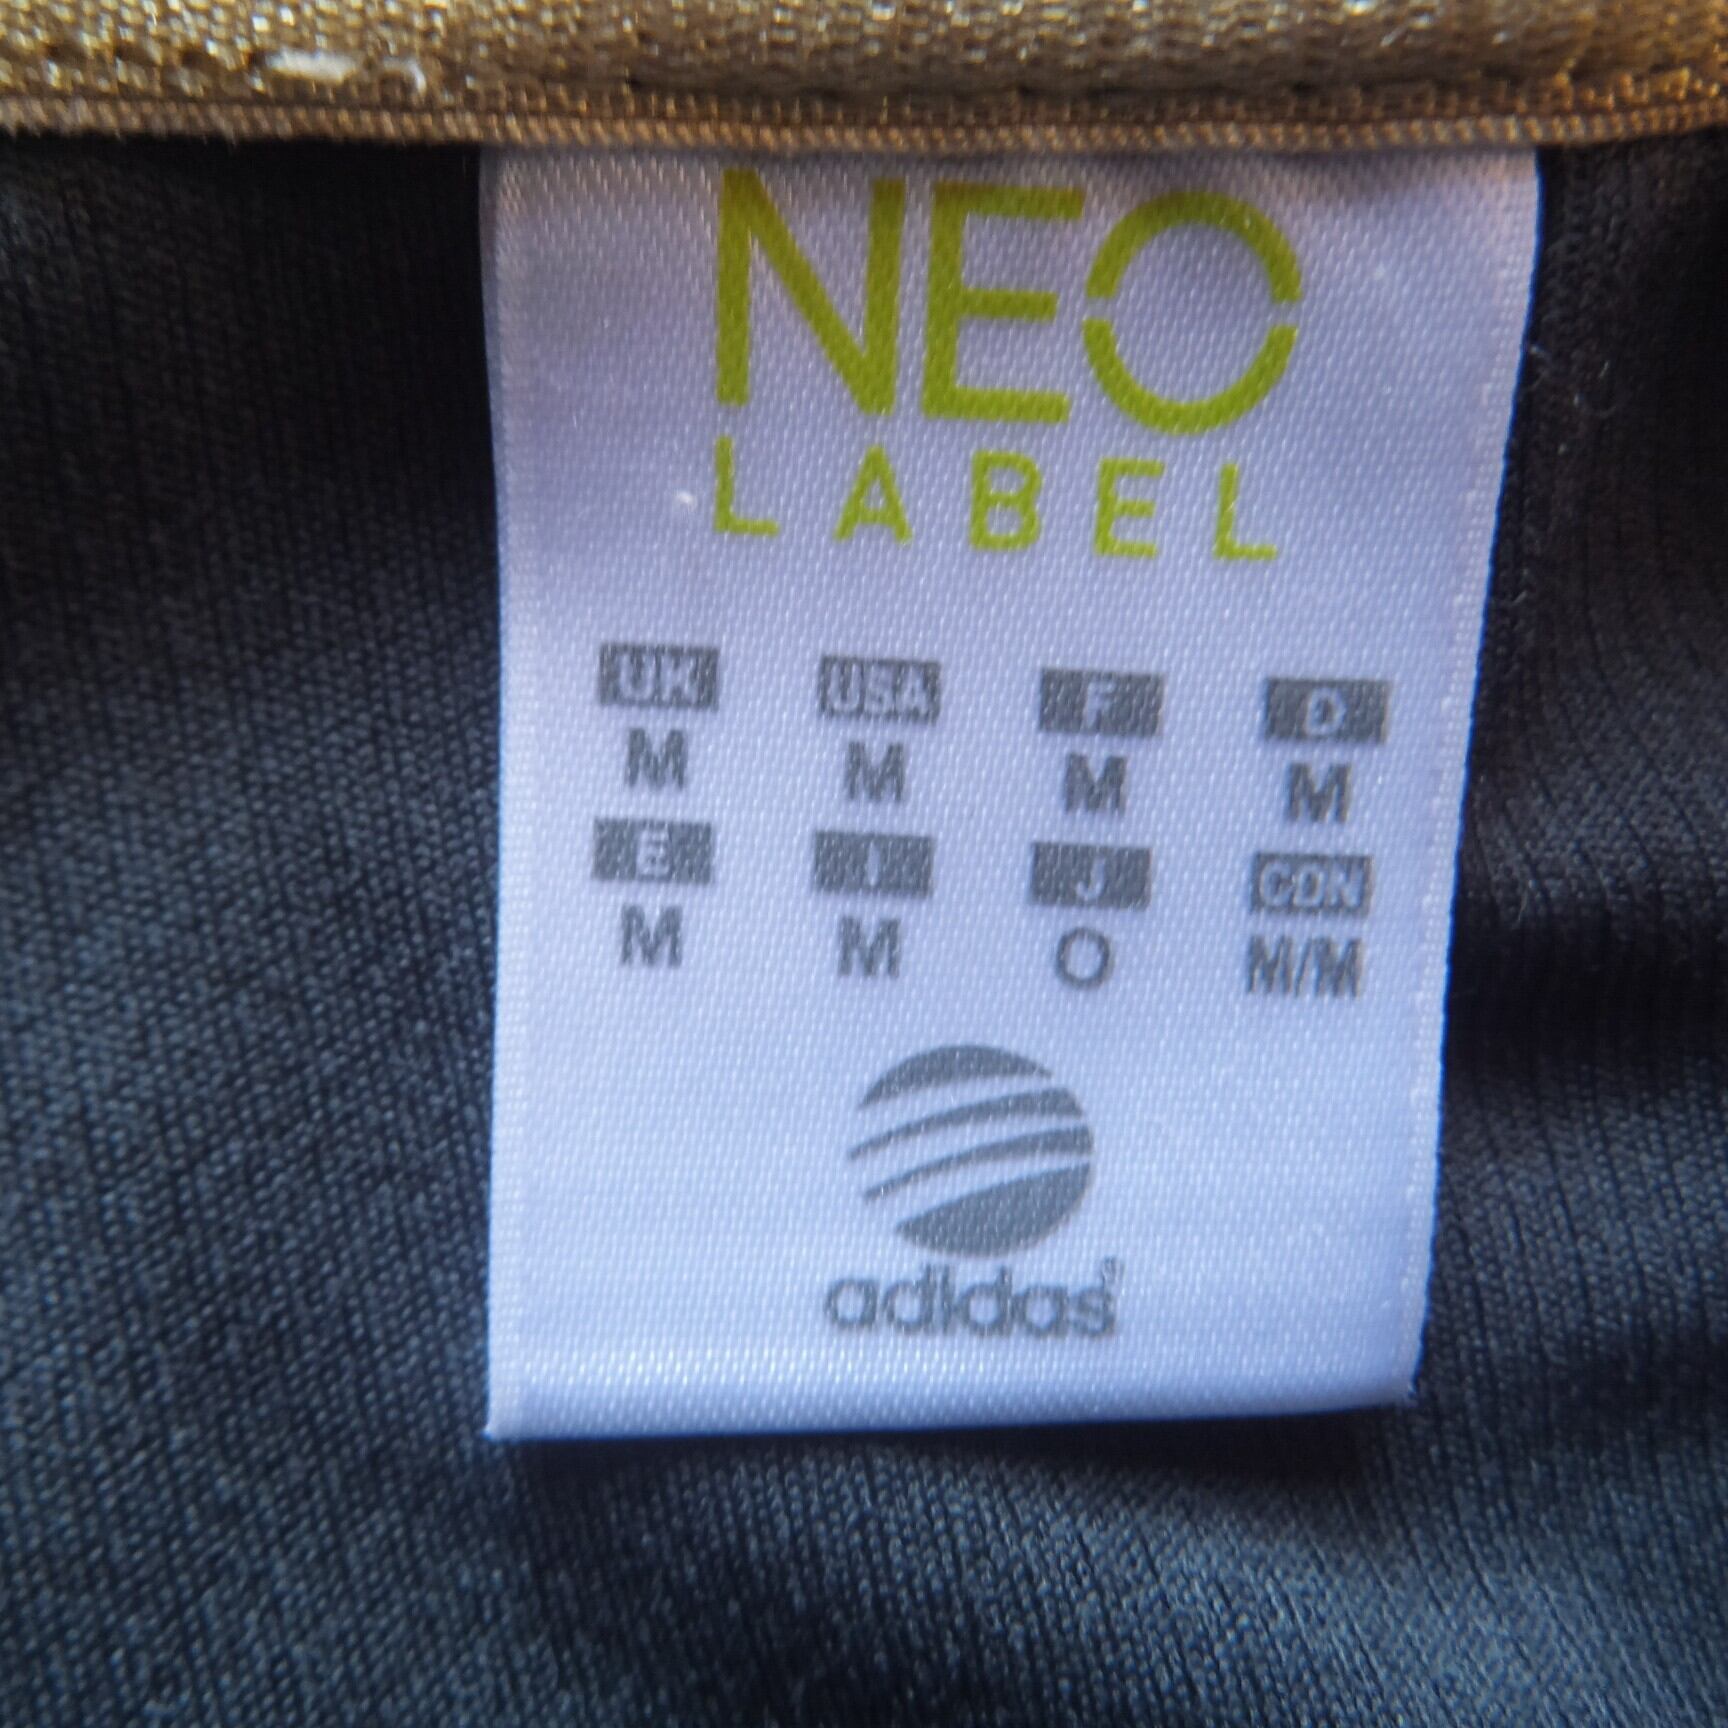 NEO
LABEL
UK USA F D
M M M M
E I J CDN
M M O M/M
adidas®